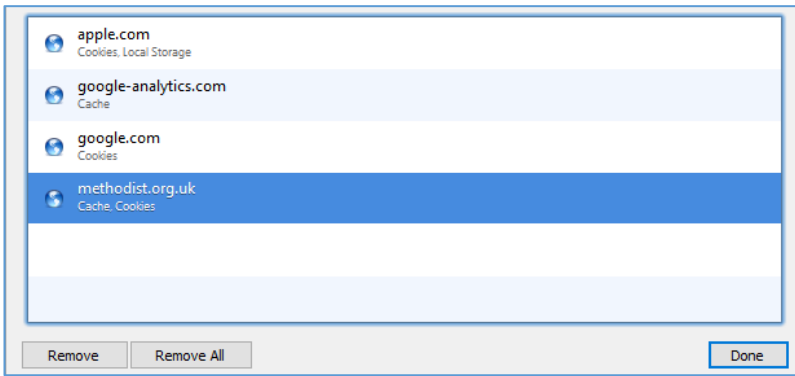 apple.com
Cookies, Local Storage
google-analytics.com
Cache
google.com
Cookies
methodist.org.uk
Cache, Cookies
Remove
Remove All
Done